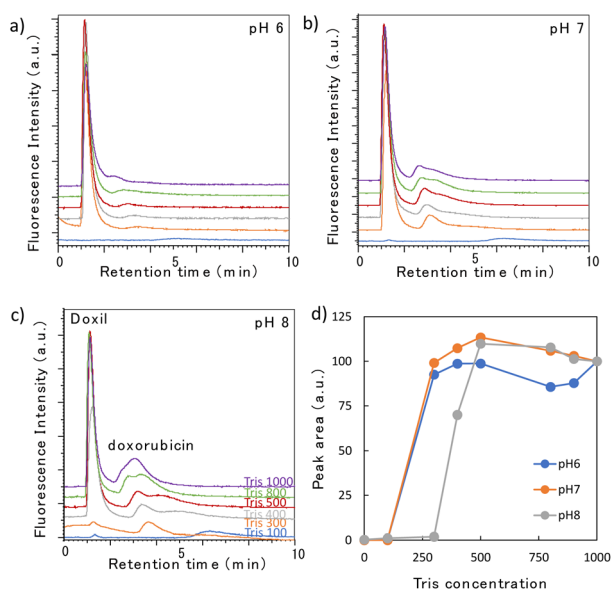 a)
pH 6
Fluorescence Intensity (a.u.)
0
5
10
Retention time (min)
b)
pH 7
Fluorescence Intensity (a.u.)
0
5
10
Retention time (min)
c)
Doxil
pH 8
doxorubicin
Tris 1000
Tris 800
Tris 500
Tris 400
Tris 300
Tris 100
Fluorescence Intensity (a.u.)
0
5
10
Retention time (min)
d)
125
100
75
50
25
0
Peak area (a.u.)
pH6
pH7
pH8
0
250
500
750
1000
Tris concentration